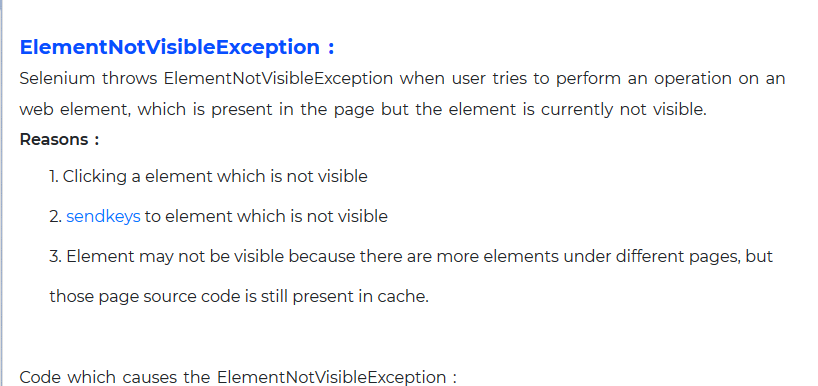 ElementNotVisibleException :
Selenium throws ElementNotVisibleException when user tries to perform an operation on an
web element, which is present in the page but the element is currently not visible.
Reasons :
1. Clicking a element which is not visible
2. sendkeys to element which is not visible
3. Element may not be visible because there are more elements under different pages, but
those page source code is still present in cache.
Code which causes the ElementNotVisibleException :